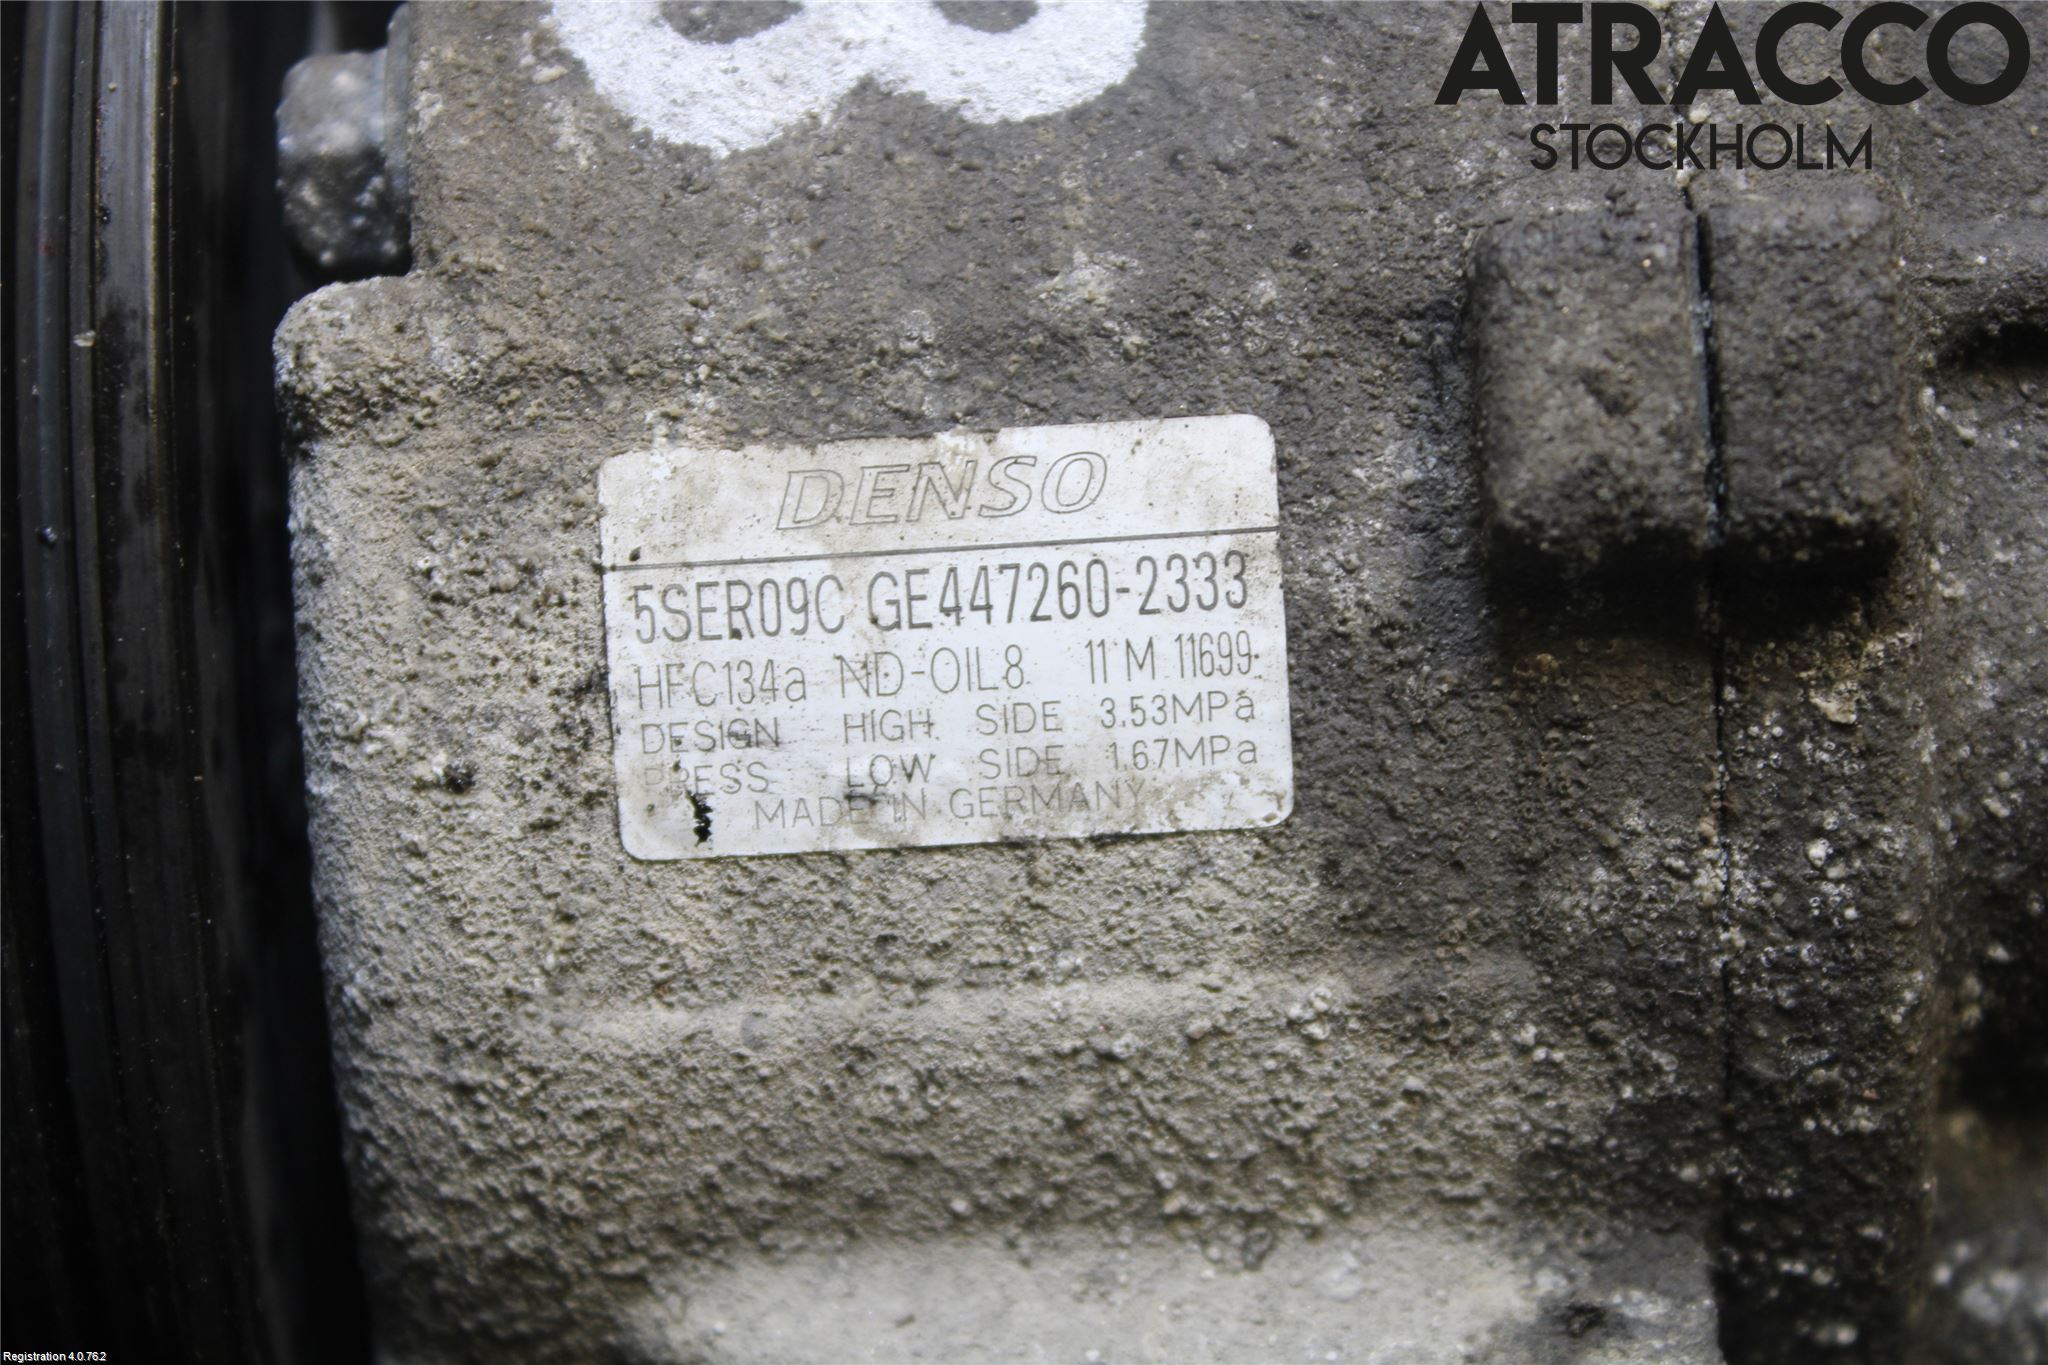 ATRACCO
STOCKHOLM
DENSO
5SER09C GE447260-2333
HFC134a ND-OIL8 11 M 11699
DESIGN HIGH SIDE 3.53MPa
PRESS LOW SIDE 1.67MPa
MADE IN GERMANY
Registration 4.0.76.2